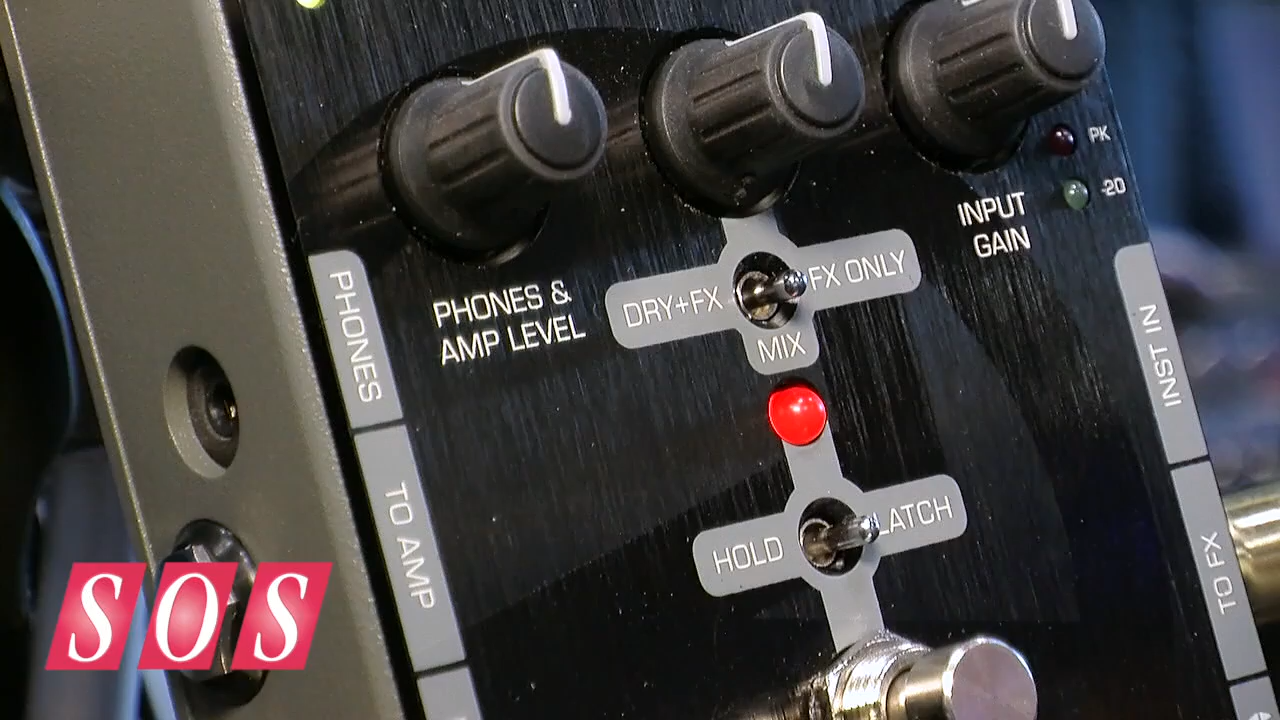 PK
-20
INPUT
GAIN
PHONES
PHONES &
AMP LEVEL
DRY+FX
FX ONLY
MIX
INST IN
TO AMP
HOLD
LATCH
TO FX
SOS